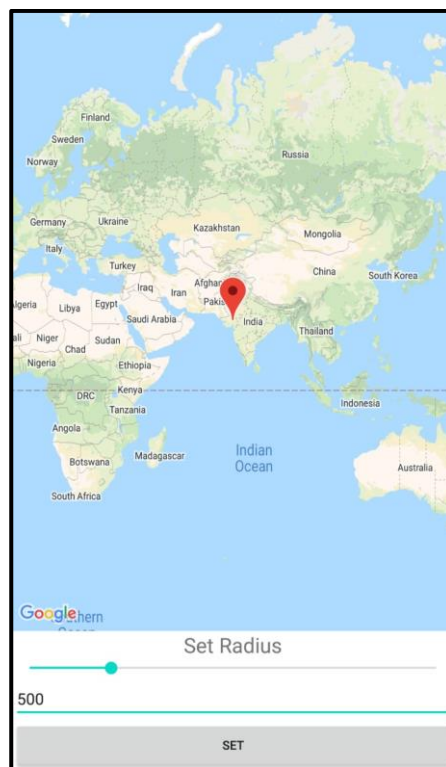 Finland
Sweden
Norway
Russia
Germany
Ukraine
Kazakhstan
Mongolia
Italy
Turkey
China
South Korea
Iraq
Iran
Afghan
Pakis
Algeria
Libya
Egypt
Saudi Arabia
India
Thailand
Mali
Niger
Chad
Sudan
Nigeria
Ethiopia
DRC
Kenya
Tanzania
Indonesia
Angola
Botswana
Madagascar
Indian
Ocean
Australia
South Africa
Google
Set Radius
500
SET